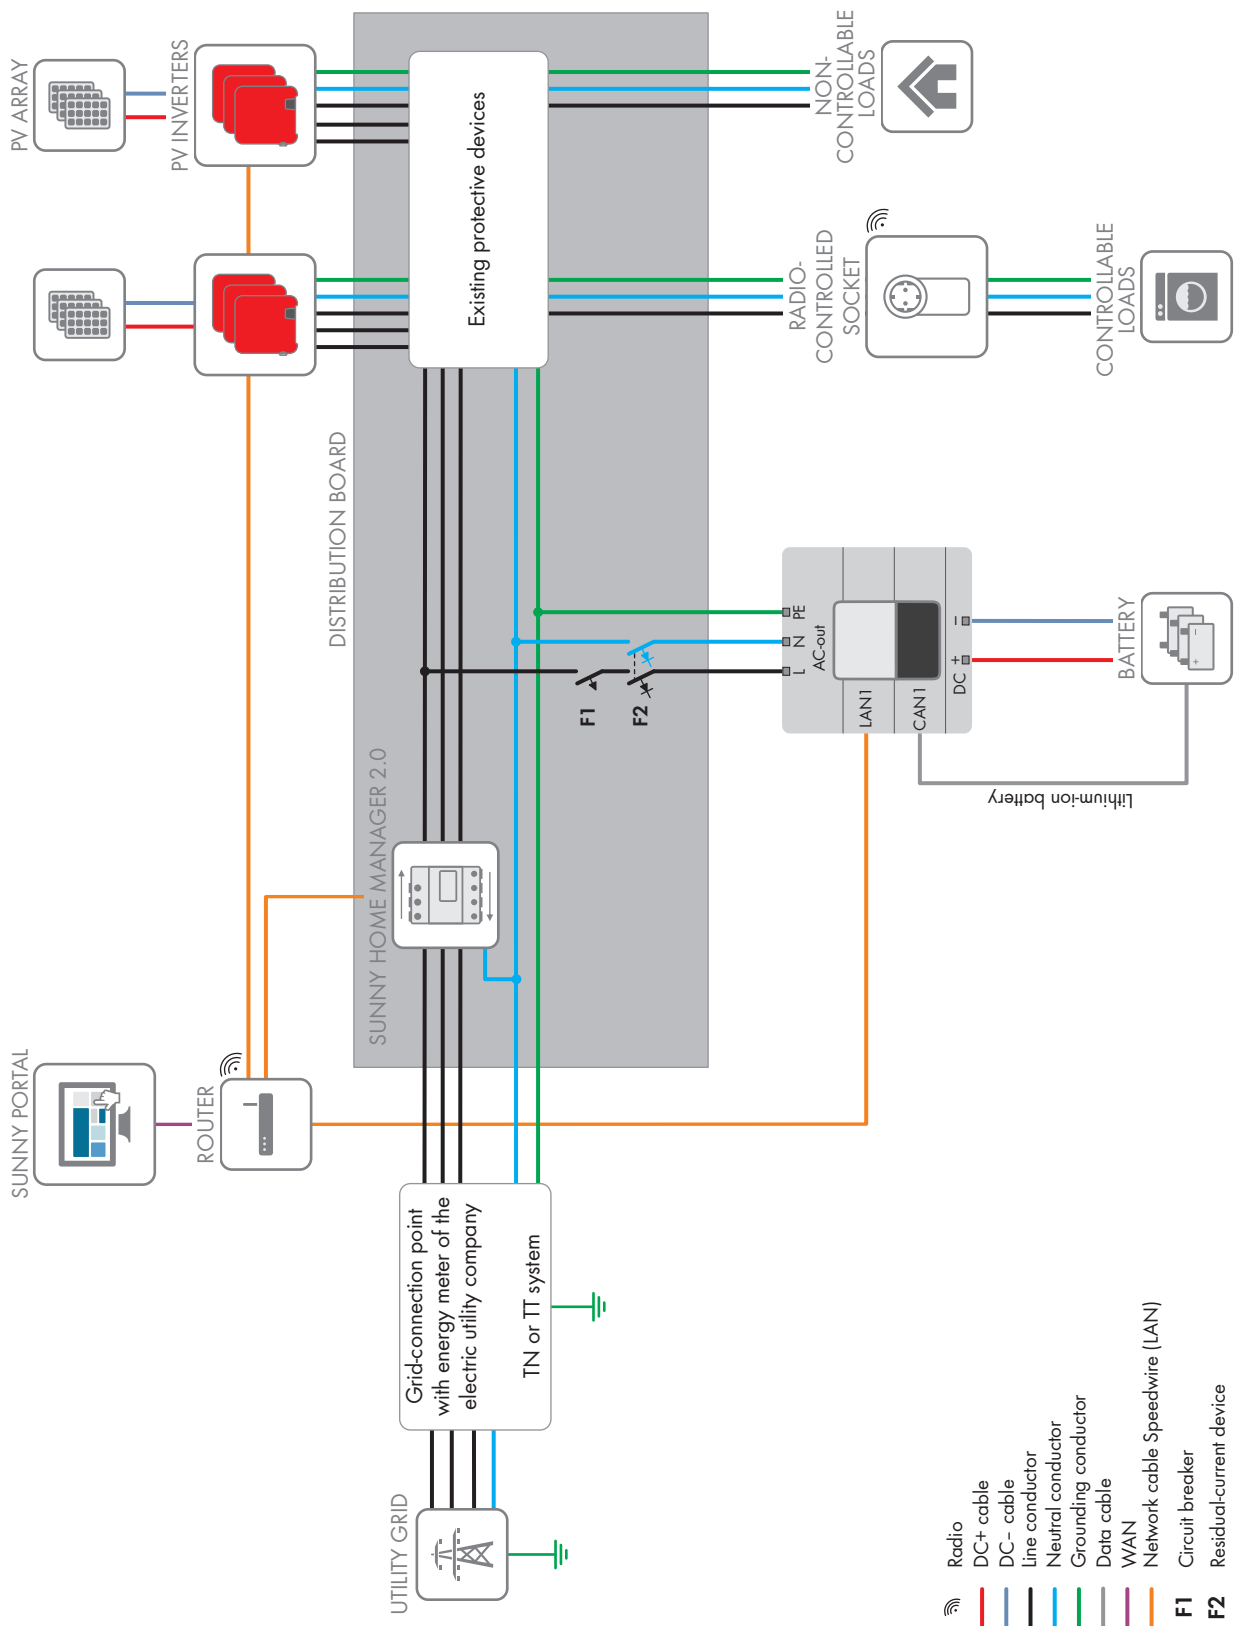 SUNNY PORTAL
ROUTER
PV ARRAY
PV INVERTERS
DISTRIBUTION BOARD
SUNNY HOME MANAGER 2.0
UTILITY GRID
Grid-connection point
with energy meter of the
electric utility company
TN or TT system
Existing protective devices
F1
F2
L
N
PE
AC-out
LAN1
CAN1
DC
+
−
Lithium-ion battery
BATTERY
RADIO-
CONTROLLED
SOCKET
CONTROLLABLE
LOADS
NON-
CONTROLLABLE
LOADS
Radio
DC+ cable
DC− cable
Line conductor
Neutral conductor
Grounding conductor
Data cable
WAN
Network cable Speedwire (LAN)
F1 Circuit breaker
F2 Residual-current device